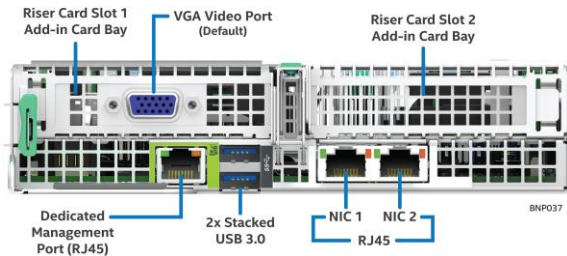 Riser Card Slot 1
Add-in Card Bay
VGA Video Port
(Default)
Riser Card Slot 2
Add-in Card Bay
BNP037
Dedicated
Management
Port (RJ45)
2x Stacked
USB 3.0
NIC 1
NIC 2
RJ45